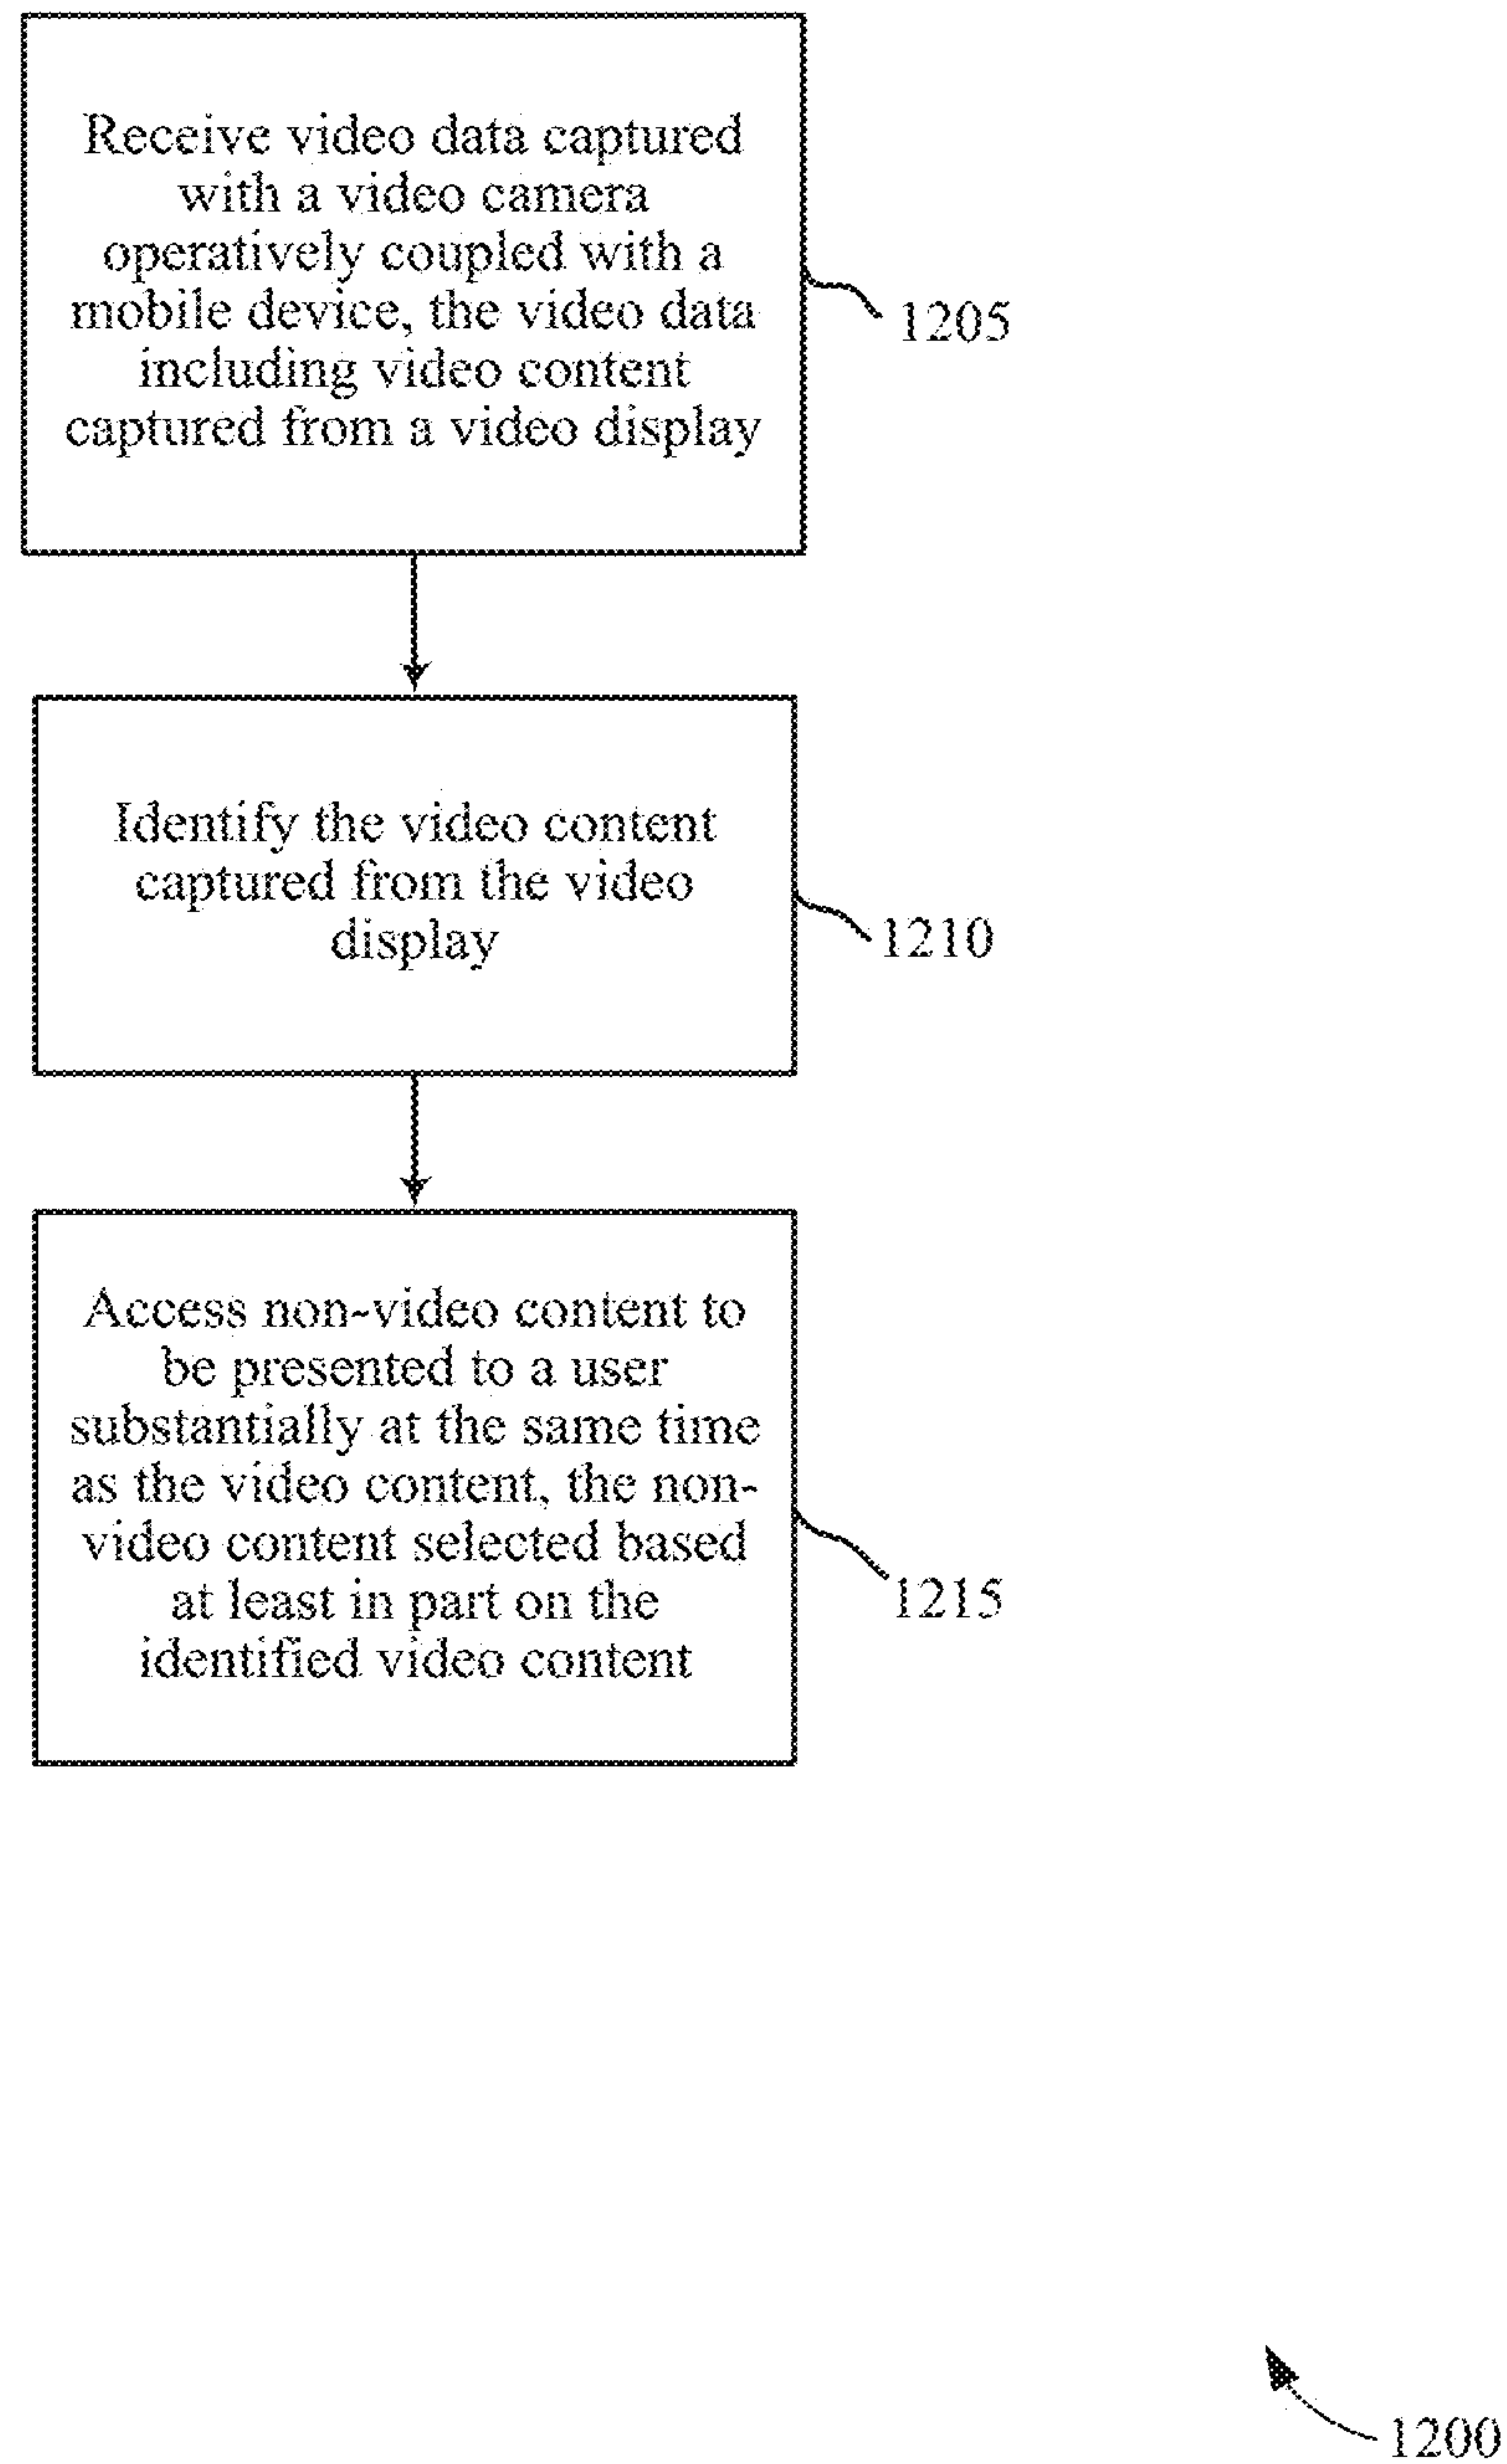 Receive video data captured
with a video camera
operatively coupled with a
mobile device, the video data
including video content
captured from a video display
1205
Identify the video content
captured from the video
display
1210
Access non-video content to
be presented to a user
substantially at the same time
as the video content, the non-
video content selected based
at least in part on the
identified video content
1215
1200